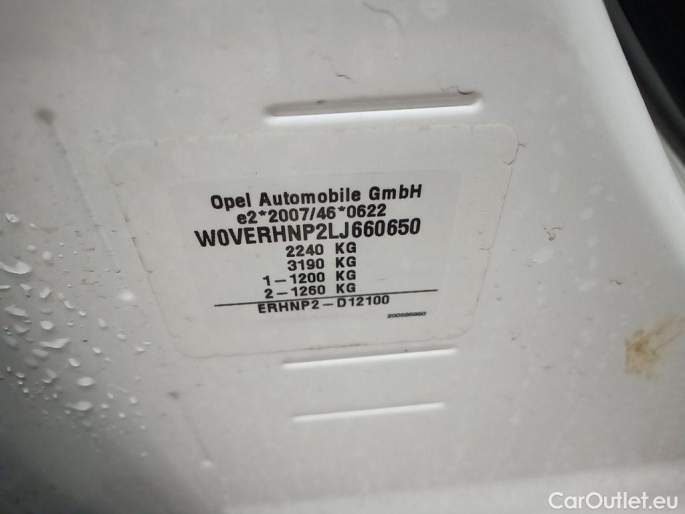 Opel Automobile GmbH
e2*2007/46*0622
W0VERHNP2LJ660650
2240 KG
3190 KG
1-1200 KG
2-1260 KG
ERHNP2-D12100
CarOutlet.eu